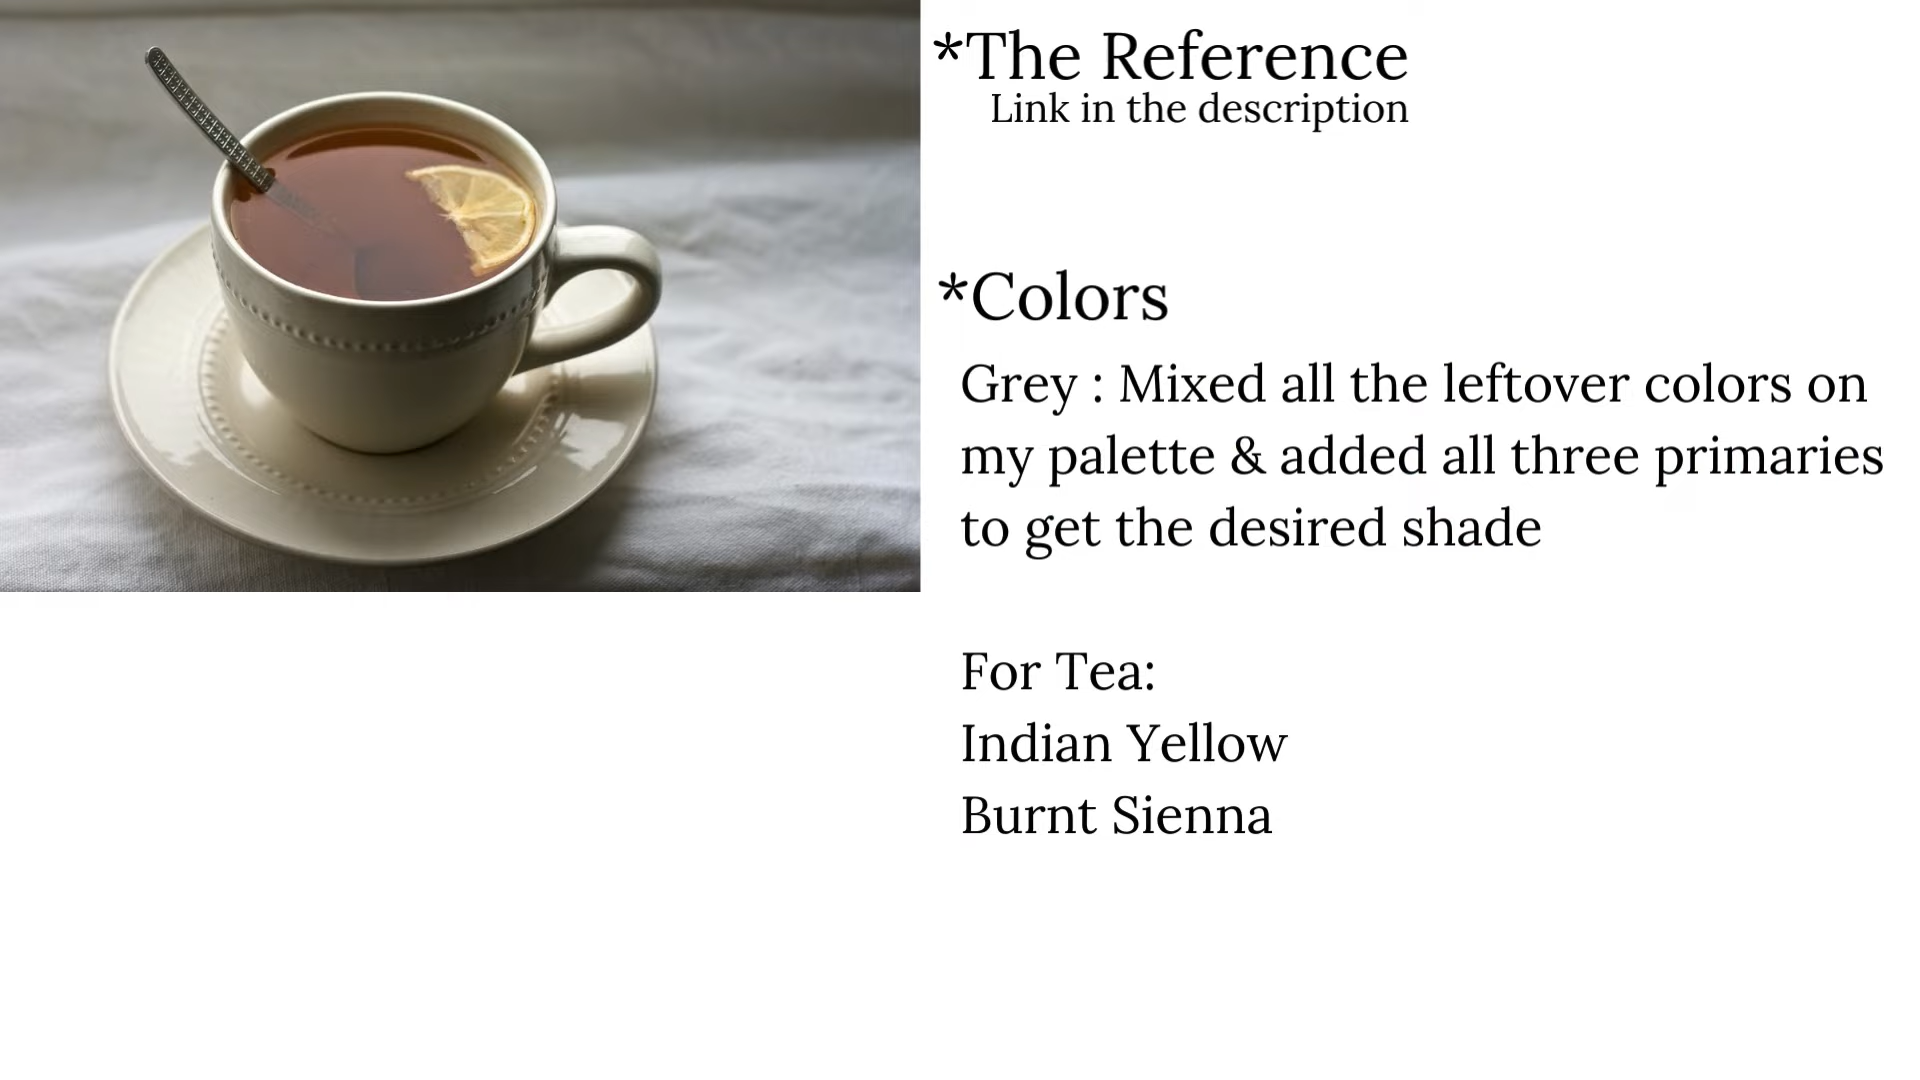 *The Reference
Link in the description
*Colors
Grey : Mixed all the leftover colors on
my palette & added all three primaries
to get the desired shade
For Tea:
Indian Yellow
Burnt Sienna